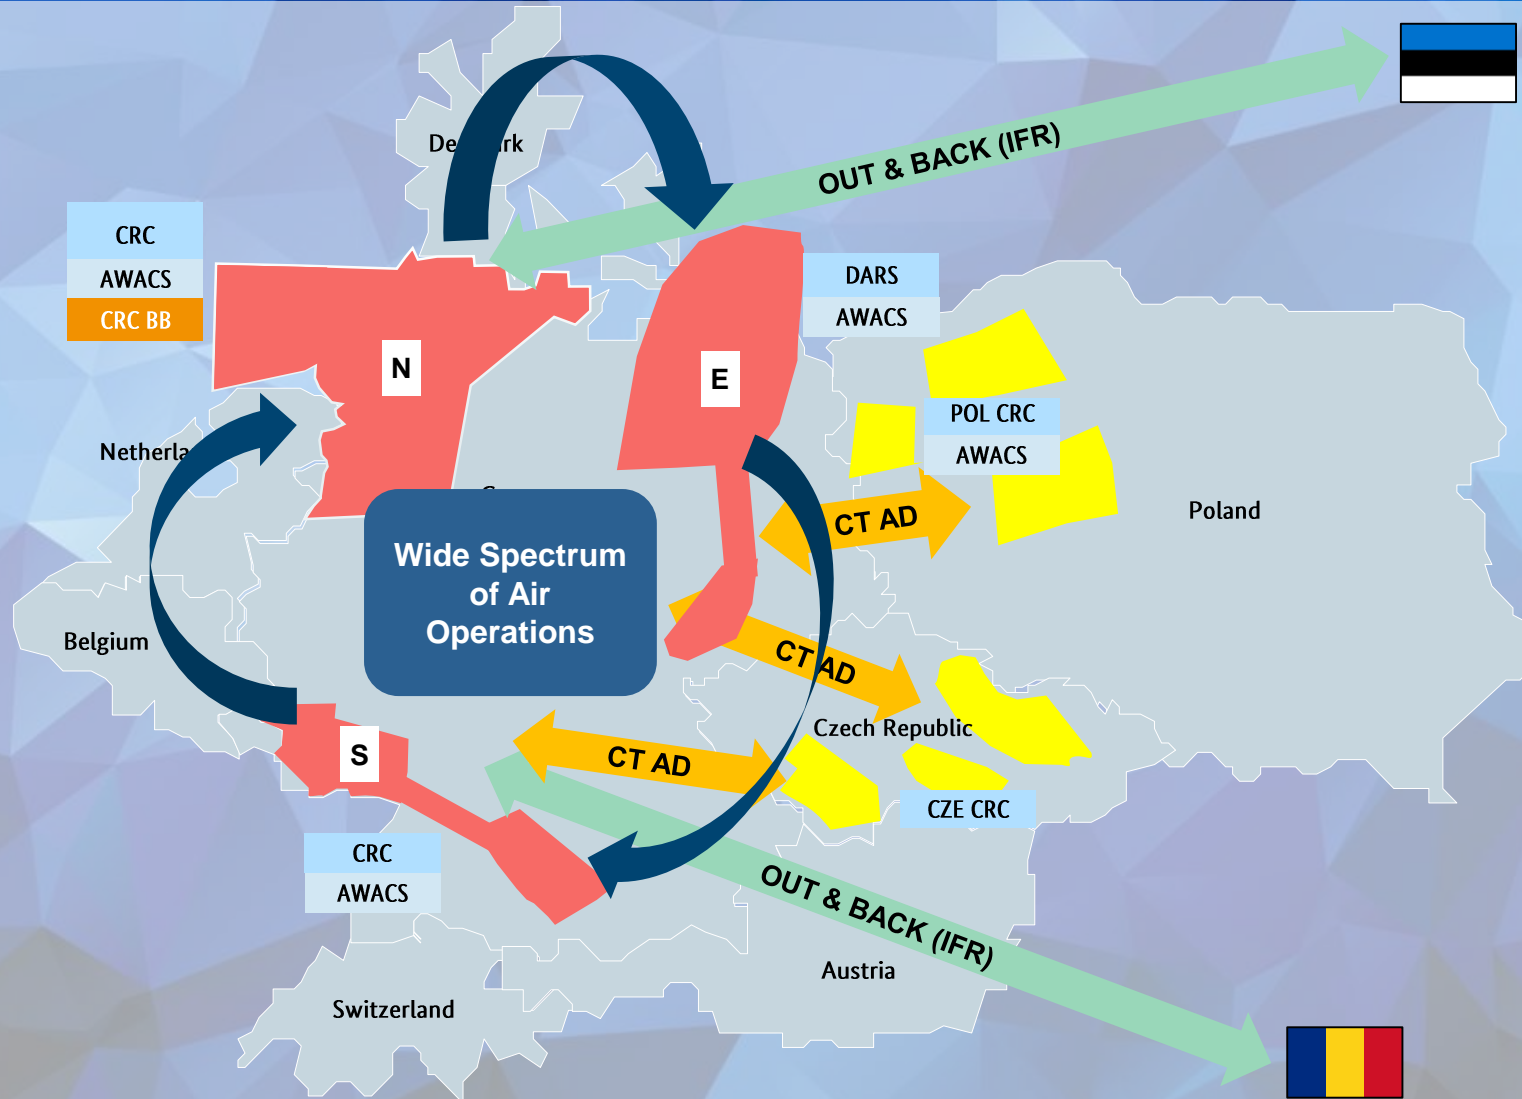 Denmark
OUT & BACK (IFR)
CRC
AWACS
CRC BB
DARS
AWACS
N
E
POL CRC
AWACS
Netherla
CT AD
Poland
Wide Spectrum
of Air
Operations
Belgium
CT AD
Czech Republic
S
CT AD
CZE CRC
CRC
AWACS
OUT & BACK (IFR)
Austria
Switzerland